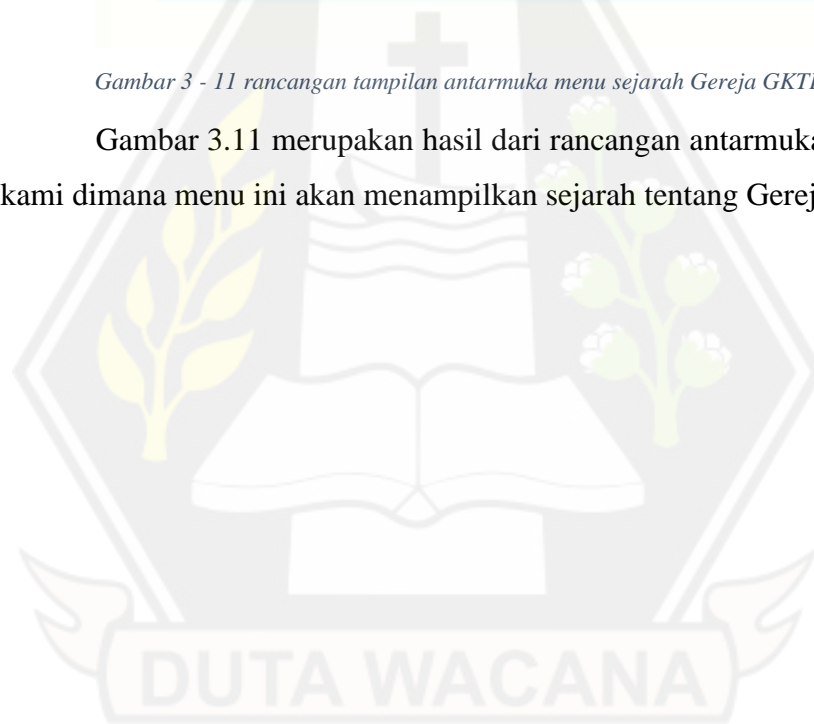 Gambar 3 - 11 rancangan tampilan antarmuka menu sejarah Gereja GKTI
Gambar 3.11 merupakan hasil dari rancangan antarmuka
kami dimana menu ini akan menampilkan sejarah tentang Gerej
DUTA WACANA